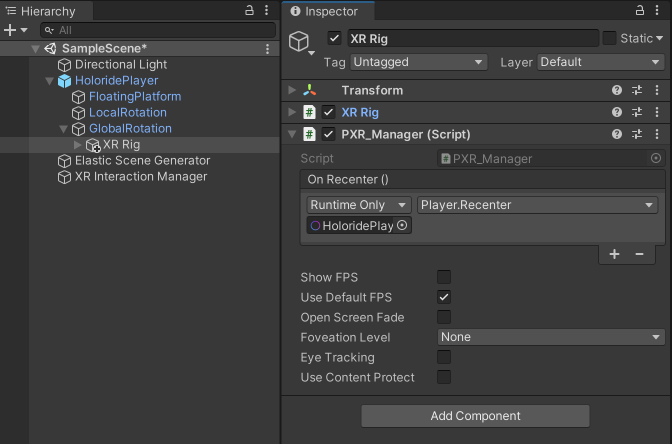 Hierarchy
All
SampleScene*
Directional Light
HoloridePlayer
FloatingPlatform
LocalRotation
GlobalRotation
XR Rig
Elastic Scene Generator
XR Interaction Manager
Inspector
XR Rig
Static
Tag Untagged Layer Default
Transform
# XR Rig
# PXR_Manager (Script)
Script # PXR_Manager
On Recenter ()
Runtime Only Player.Recenter
HoloridePlay
Show FPS
Use Default FPS
Open Screen Fade
Foveation Level None
Eye Tracking
Use Content Protect
Add Component